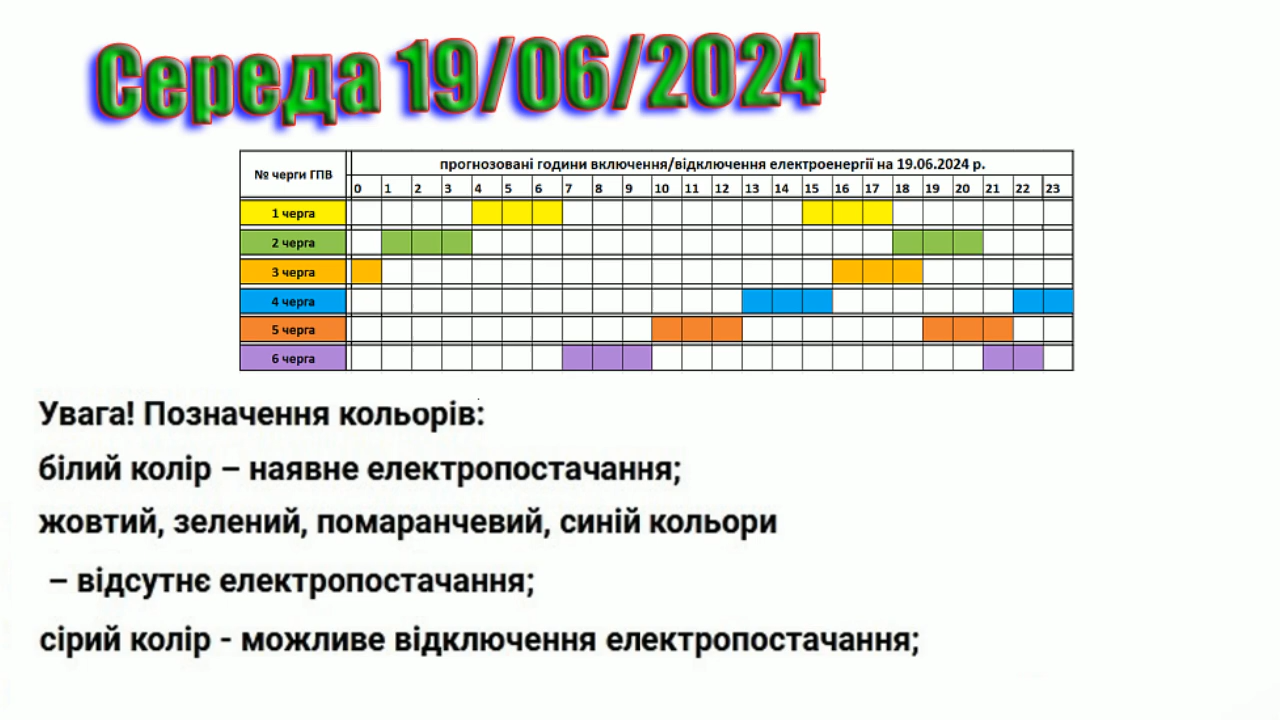 Середа 19/06/2024
№ черги ГПВ
прогнозовані години включення/відключення електроенергії на 19.06.2024 р.
0 1 2 3 4 5 6 7 8 9 10 11 12 13 14 15 16 17 18 19 20 21 22 23
1 черга
2 черга
3 черга
4 черга
5 черга
6 черга
Увага! Позначення кольорів:
білий колір – наявне електропостачання;
жовтий, зелений, помаранчевий, синій кольори
– відсутнє електропостачання;
сірий колір - можливе відключення електропостачання;